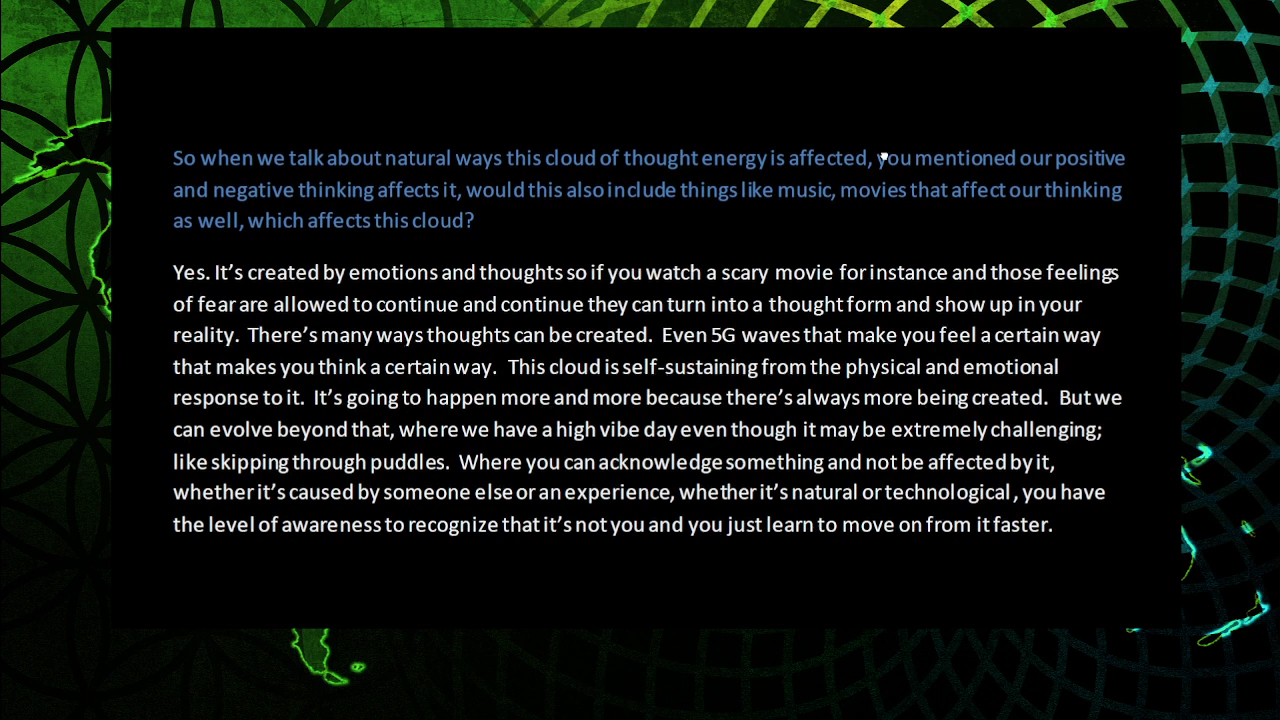 So when we talk about natural ways this cloud of thought energy is affected, you mentioned our positive
and negative thinking affects it, would this also include things like music, movies that affect our thinking
as well, which affects this cloud?
Yes. It’s created by emotions and thoughts so if you watch a scary movie for instance and those feelings
of fear are allowed to continue and continue they can turn into a thought form and show up in your
reality. There’s many ways thoughts can be created. Even 5G waves that make you feel a certain way
that makes you think a certain way. This cloud is self-sustaining from the physical and emotional
response to it. It’s going to happen more and more because there’s always more being created. But we
can evolve beyond that, where we have a high vibe day even though it may be extremely challenging;
like skipping through puddles. Where you can acknowledge something and not be affected by it,
whether it’s caused by someone else or an experience, whether it’s natural or technological, you have
the level of awareness to recognize that it’s not you and you just learn to move on from it faster.